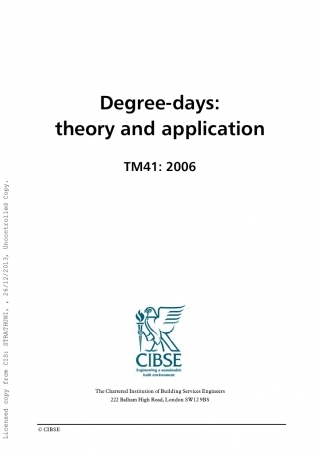 Degree-days:
theory and application
TM41: 2006
CIBSE
Engineering a sustainable
built environment
The Chartered Institution of Building Services Engineers
222 Balham High Road, London SW12 9BS
© CIBSE
Licensed copy from CIS: STRATHUNI, , 26/12/2013, Uncontrolled Copy.